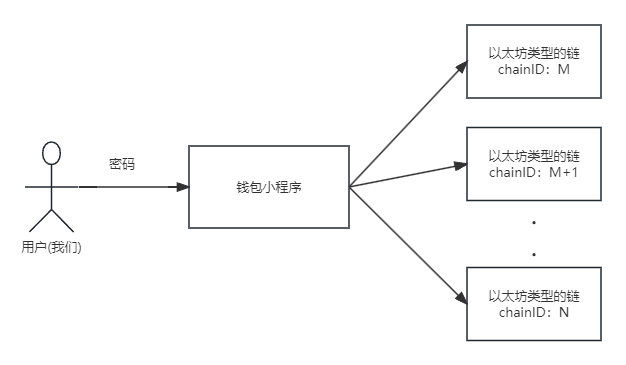 以太坊类型的链
chainID：M
密码
以太坊类型的链
chainID：M+1
钱包小程序
用户(我们)
以太坊类型的链
chainID：N